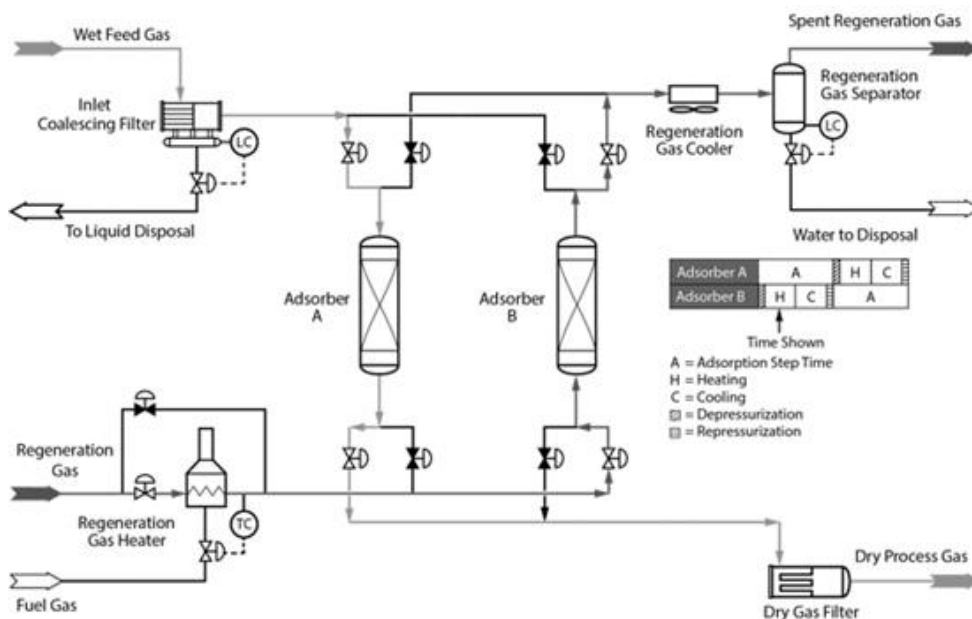 Wet Feed Gas
Spent Regeneration Gas
Inlet
Coalescing Filter
LC
Regeneration
Gas Cooler
Regeneration
Gas Separator
LC
To Liquid Disposal
Water to Disposal
Adsorber
A
Adsorber
B
Adsorber A A H C
Adsorber B H C A
Time Shown
A = Adsorption Step Time
H = Heating
C = Cooling
= Depressurization
= Repressurization
Regeneration
Gas
Regeneration
Gas Heater
TC
Fuel Gas
Dry Process Gas
Dry Gas Filter